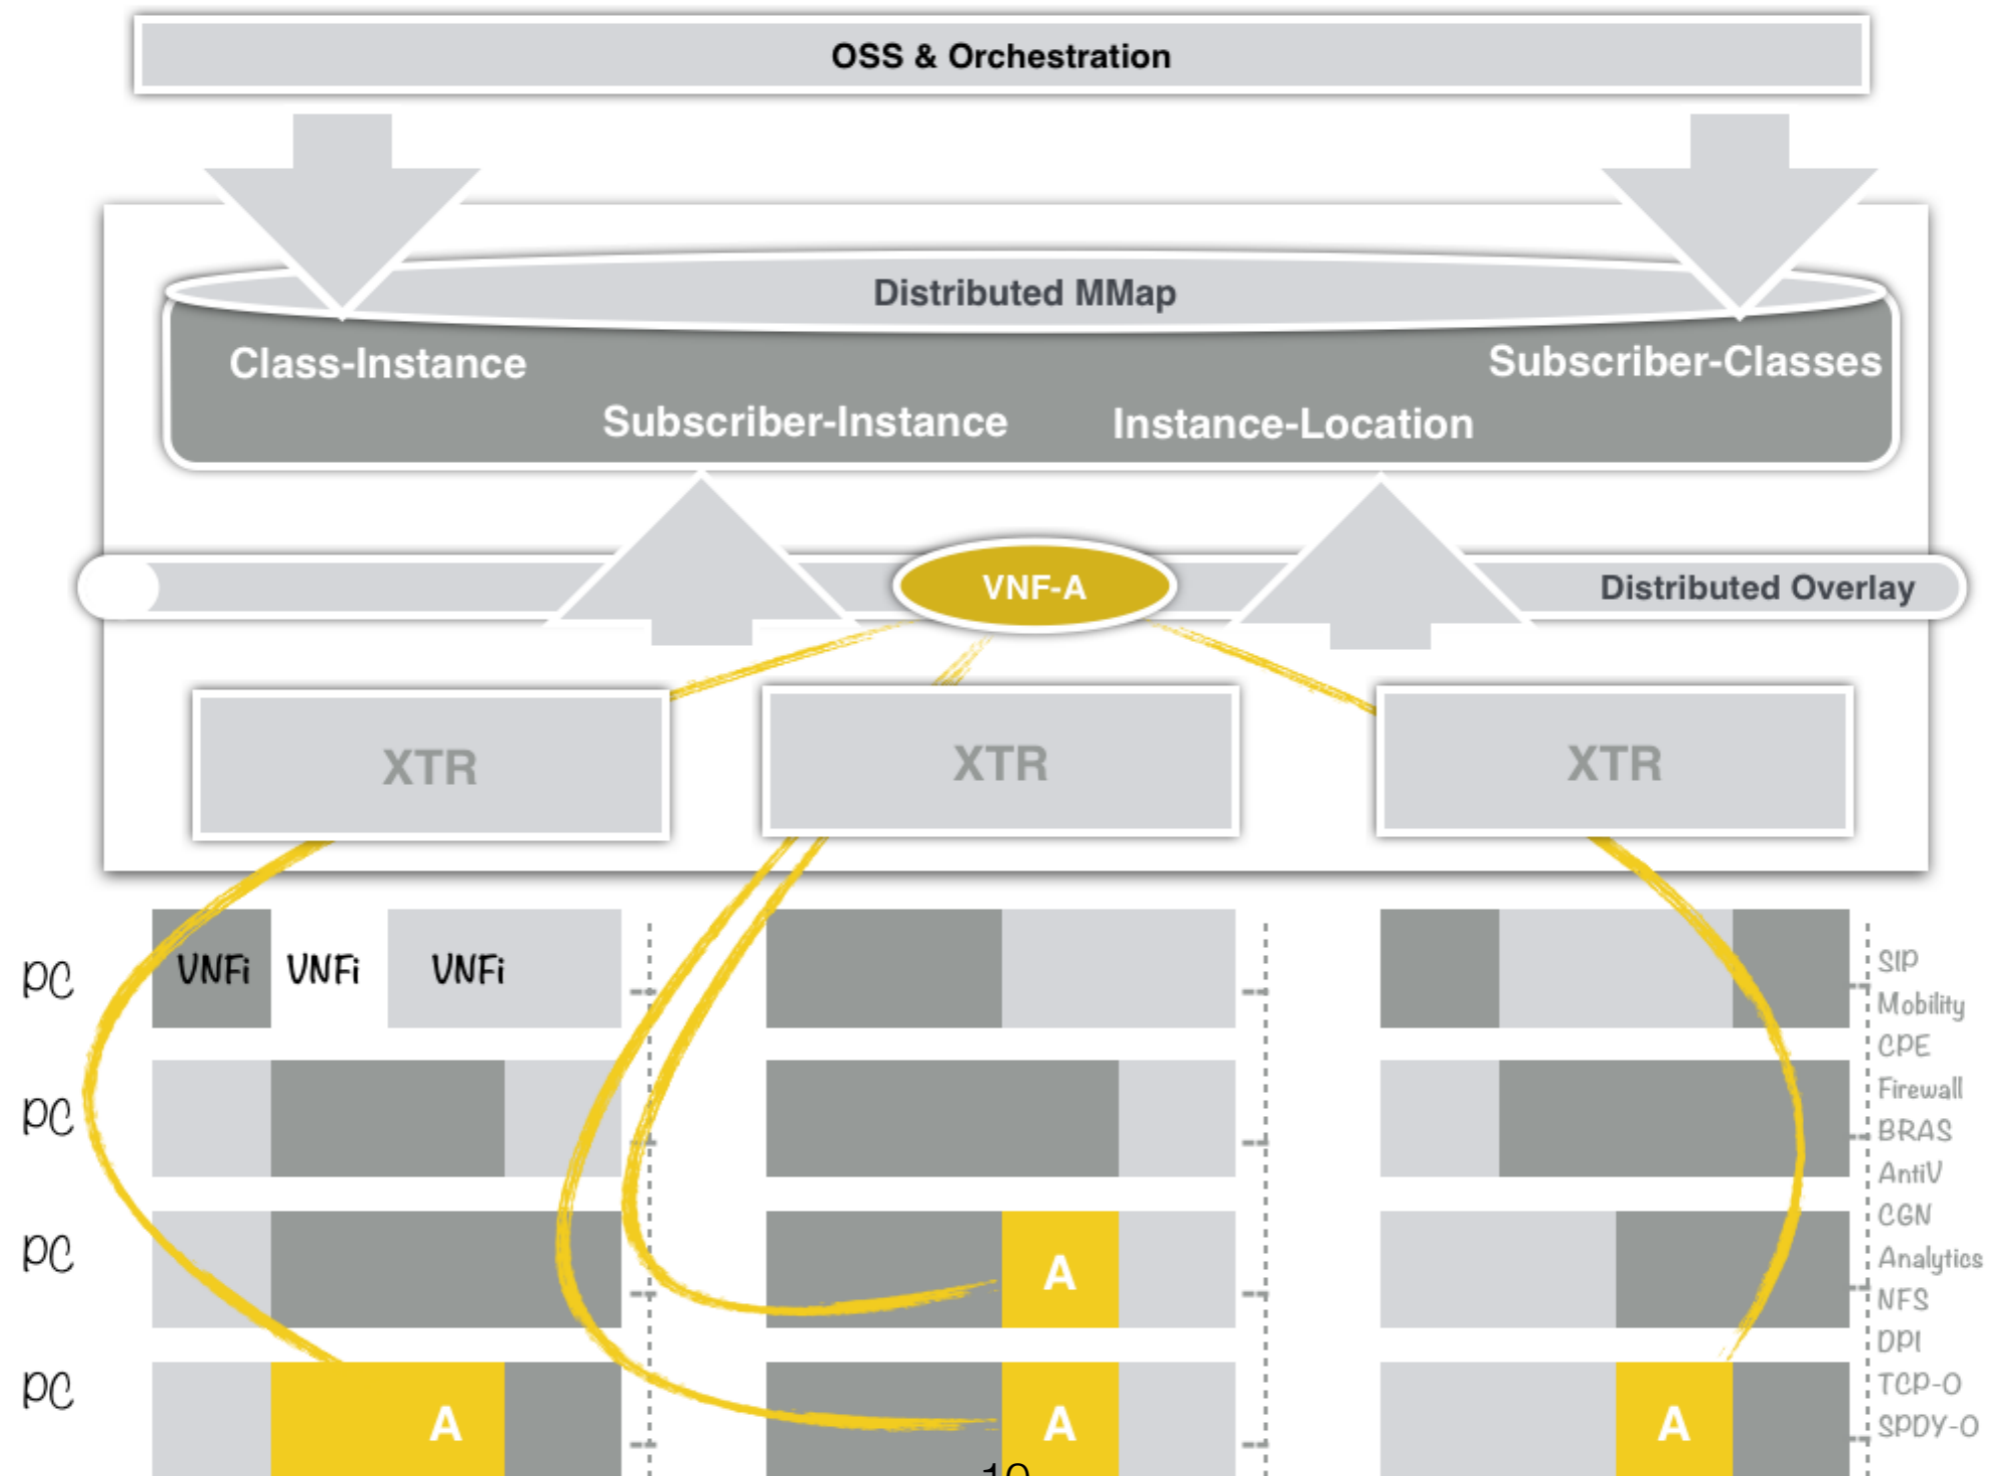 OSS & Orchestration
Distributed MMap
Class-Instance
Subscriber-Classes
Subscriber-Instance
Instance-Location
VNF-A
Distributed Overlay
XTR
XTR
XTR
PC
VNFi
VNFi
VNFi
SIP
Mobility
CPE
PC
Firewall
BRAS
AntiV
PC
A
CGN
Analytics
NFS
DPI
PC
A
A
A
TCP-O
SPDY-O
10